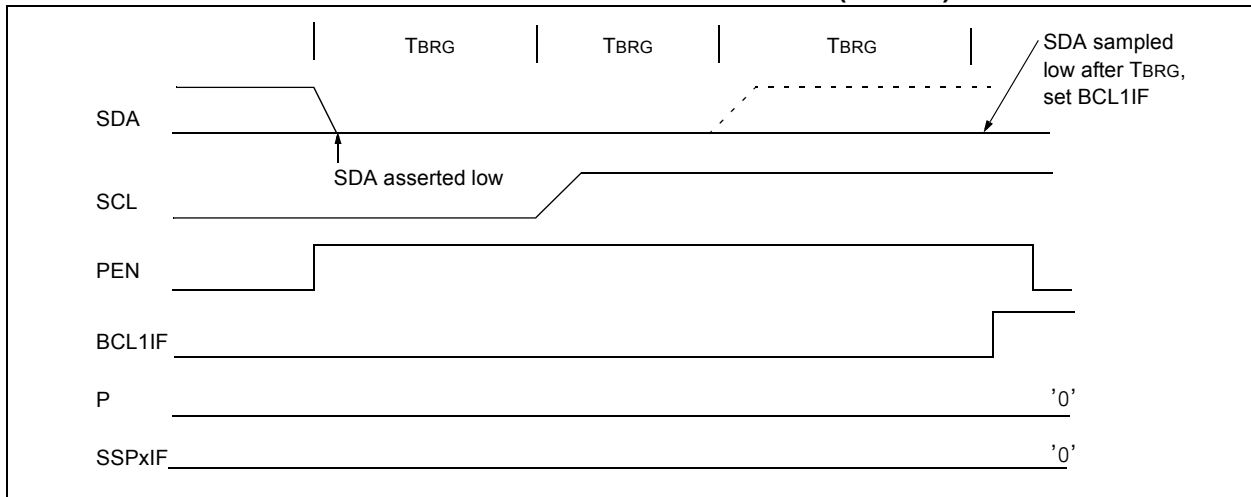 TBRG TBRG TBRG
SDA sampled
low after TBRG,
set BCL1IF
SDA
SDA asserted low
SCL
PEN
BCL1IF
P '0'
SSPxIF '0'